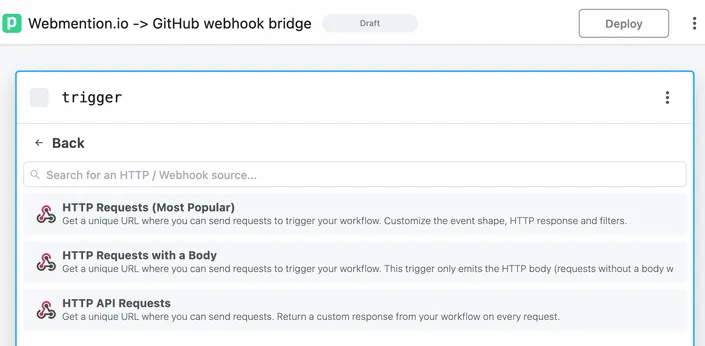 p Webmention.io -> GitHub webhook bridge Draft Deploy
trigger
← Back
Search for an HTTP / Webhook source...
HTTP Requests (Most Popular)
Get a unique URL where you can send requests to trigger your workflow. Customize the event shape, HTTP response and filters.
HTTP Requests with a Body
Get a unique URL where you can send requests to trigger your workflow. This trigger only emits the HTTP body (requests without a body w
HTTP API Requests
Get a unique URL where you can send requests. Return a custom response from your workflow on every request.